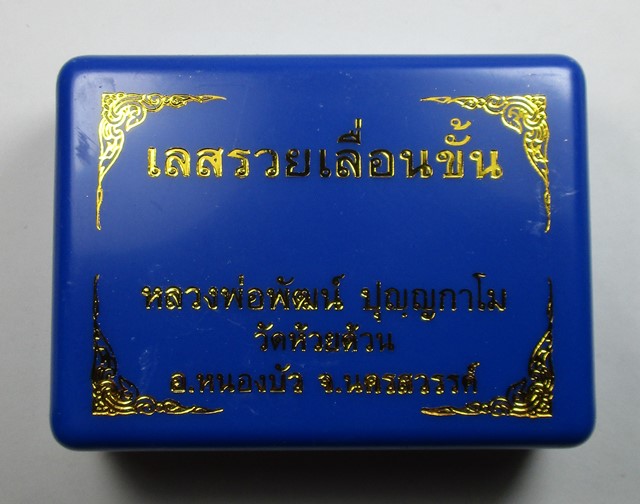 เลสรวยเลื่อนขั้น
หลวงพ่อพัฒน์ ปุญฺญกาโม
วัดห้วยด้วน
อ.หนองบัว จ.นครสวรรค์